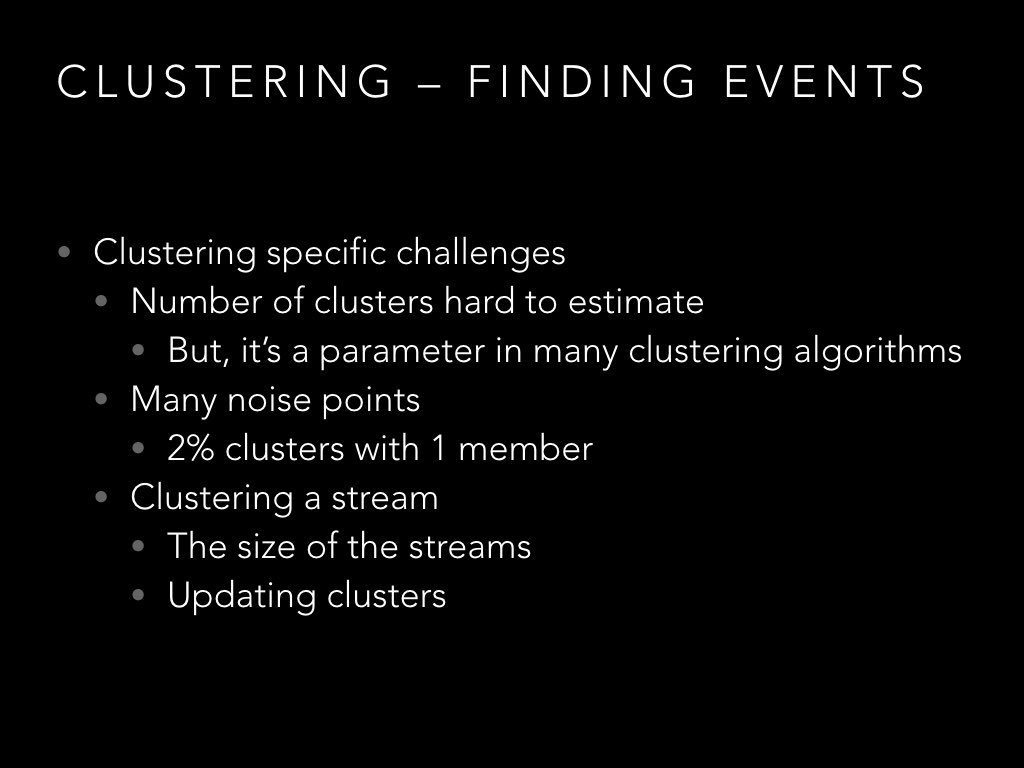 CLUSTERING – FINDING EVENTS
• Clustering specific challenges
• Number of clusters hard to estimate
• But, it’s a parameter in many clustering algorithms
• Many noise points
• 2% clusters with 1 member
• Clustering a stream
• The size of the streams
• Updating clusters